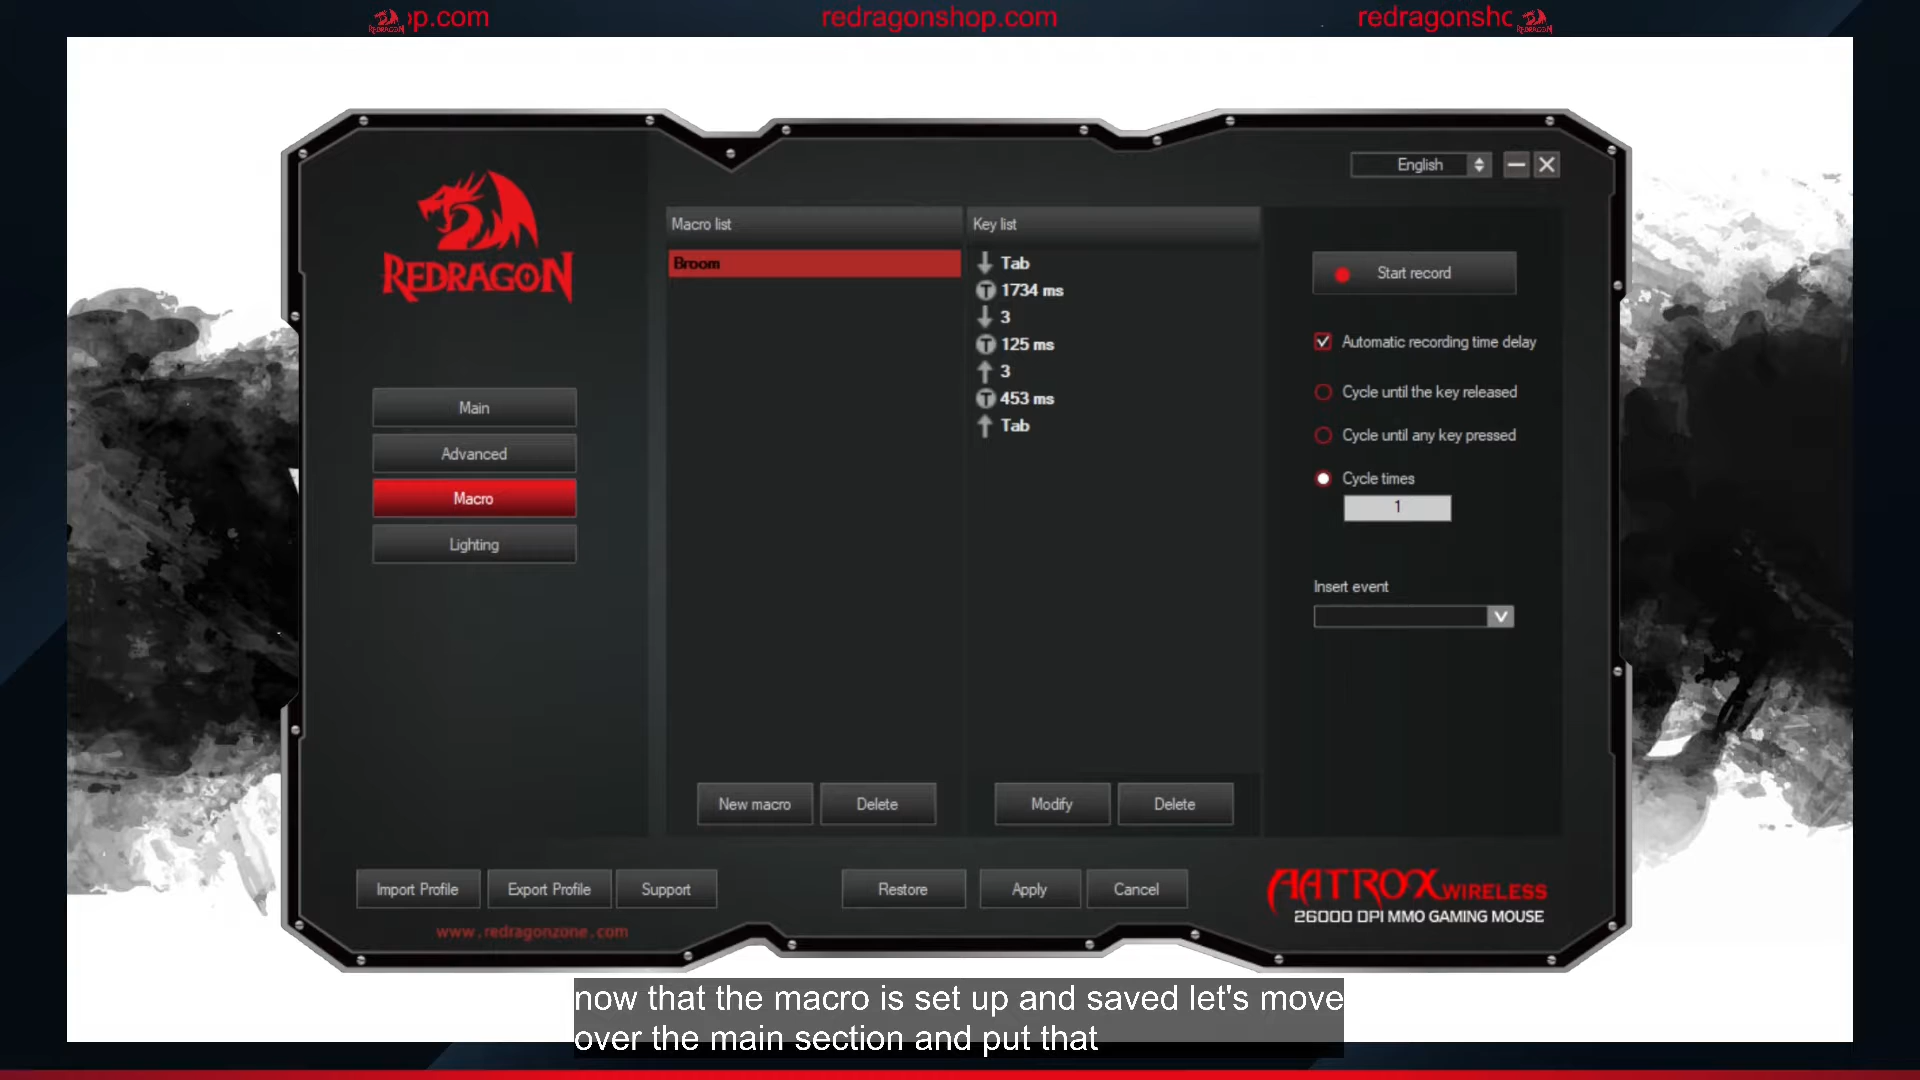 p.com
redragonshop.com
redragonsho
REDRAGON
REDRAGON
English
Macro list
Key list
REDRAGON
Broom
Tab
1734 ms
3
125 ms
3
453 ms
Tab
Start record
Automatic recording time delay
Cycle until the key released
Cycle until any key pressed
Cycle times
1
Insert event
Main
Advanced
Macro
Lighting
New macro
Delete
Modify
Delete
Import Profile
Export Profile
Support
Restore
Apply
Cancel
AATROX WIRELESS
26000 DPI MMO GAMING MOUSE
www.redragonzone.com
now that the macro is set up and saved let's move
over the main section and put that